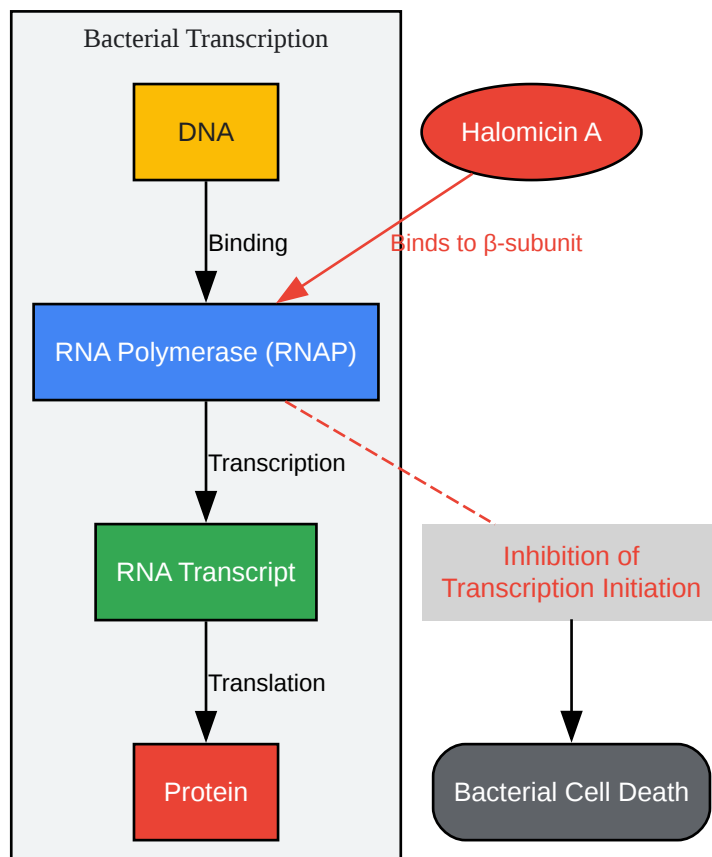 Bacterial Transcription
DNA
Halomicin A
Binding
Binds to β-subunit
RNA Polymerase (RNAP)
Transcription
RNA Transcript
Inhibition of
Transcription Initiation
Translation
Protein
Bacterial Cell Death